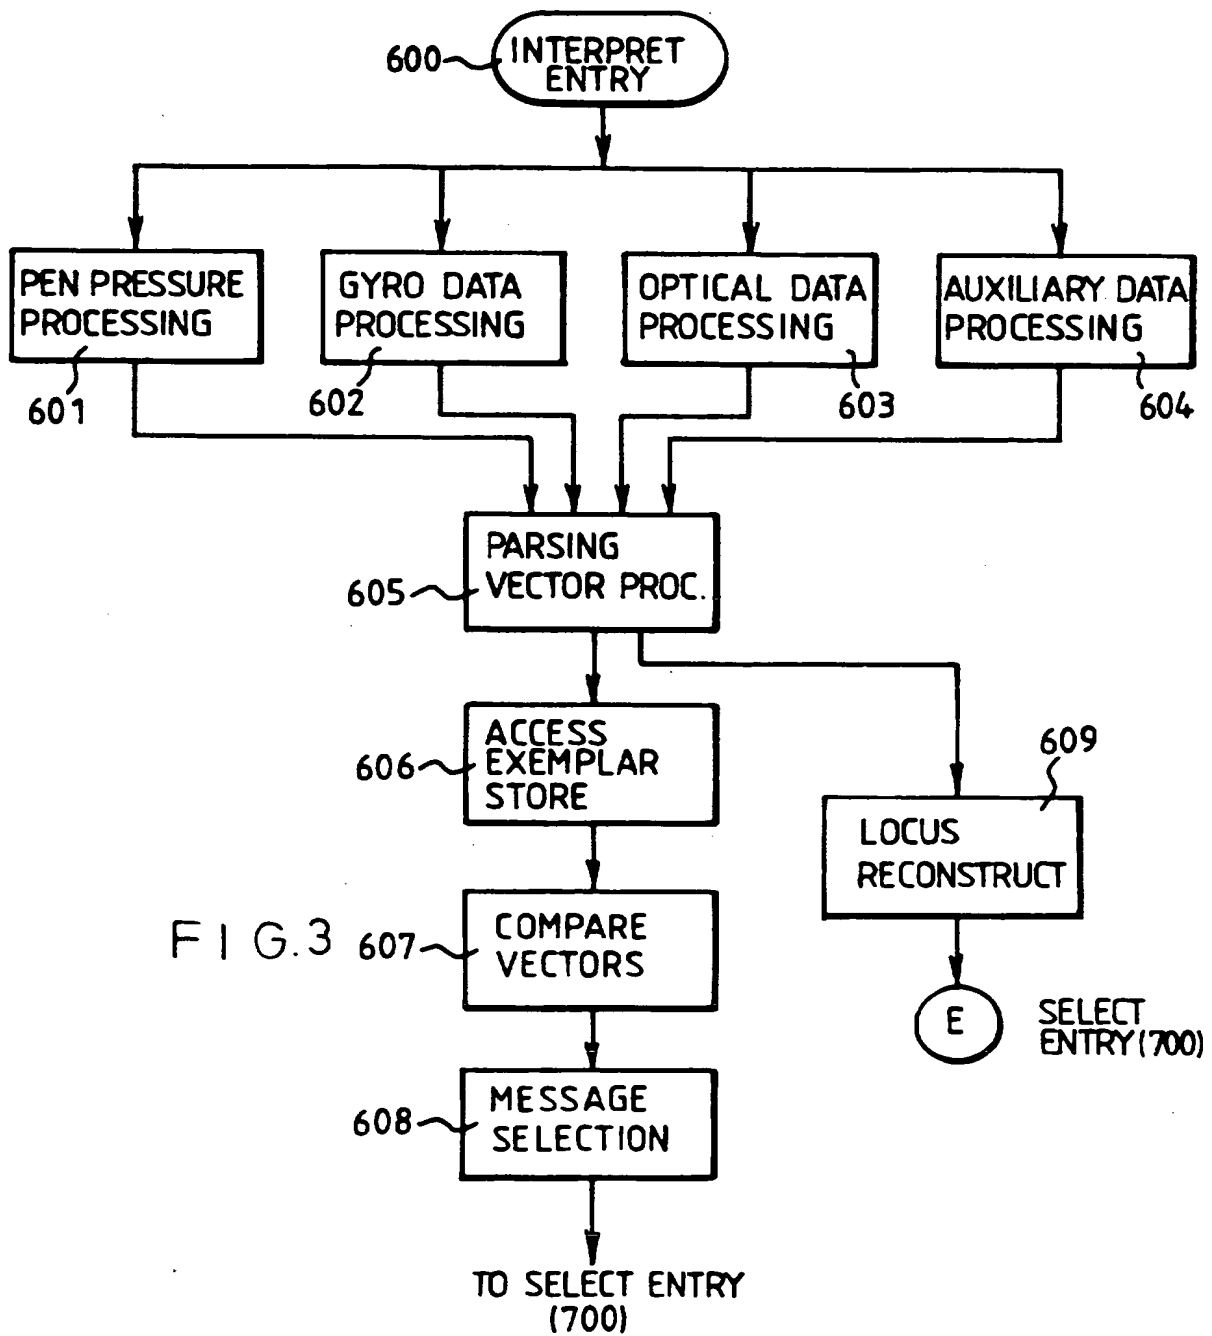 600
INTERPRET
ENTRY
PEN PRESSURE
PROCESSING
601
GYRO DATA
PROCESSING
602
OPTICAL DATA
PROCESSING
603
AUXILIARY DATA
PROCESSING
604
PARSING
VECTOR PROC.
605
ACCESS
EXEMPLAR
STORE
606
609
LOCUS
RECONSTRUCT
FIG.3
607
COMPARE
VECTORS
E
SELECT
ENTRY (700)
608
MESSAGE
SELECTION
TO SELECT ENTRY
(700)